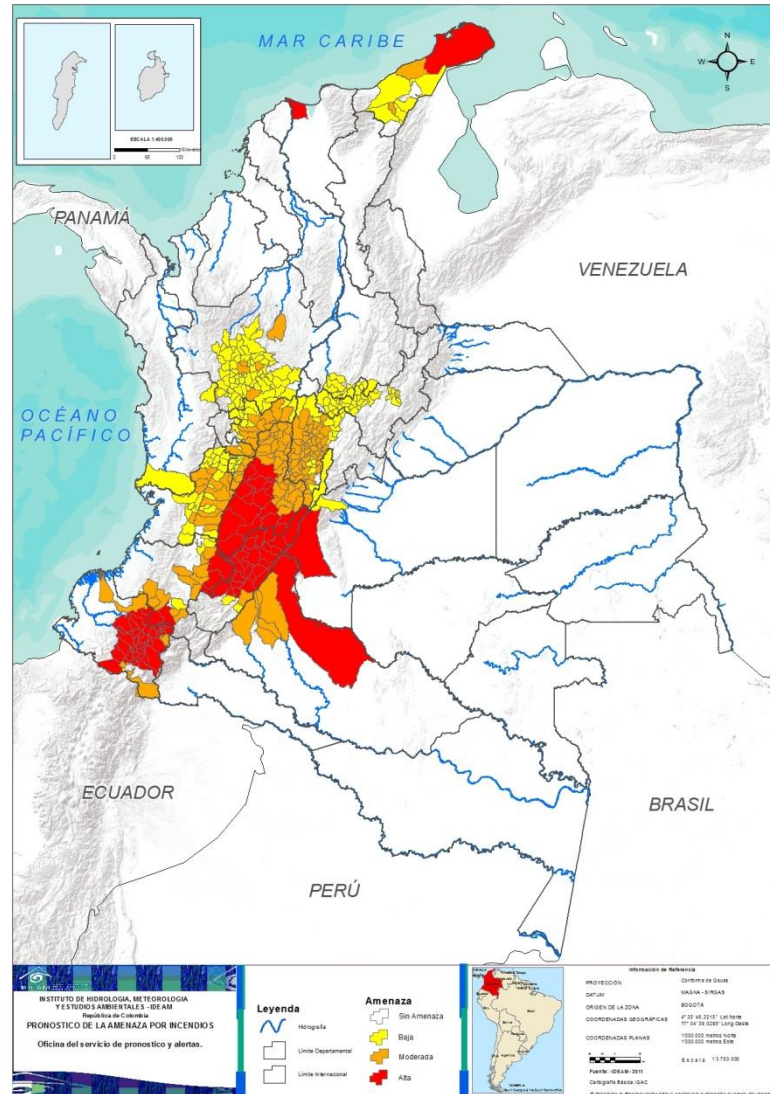 MAR CARIBE
N
W
E
S
ESCALA 1:400.000
PANAMÁ
VENEZUELA
OCÉANO
PACÍFICO
ECUADOR
BRASIL
PERÚ
INSTITUTO DE HIDROLOGIA, METEOROLOGIA
Y ESTUDIOS AMBIENTALES - IDEAM
República de Colombia
PRONOSTICO DE LA AMENAZA POR INCENDIOS
Oficina del servicio de pronostico y alertas.
Leyenda
Hidrografía
Limite Departamental
Limite Internacional
Amenaza
Sin Amenaza
Baja
Moderada
Alta
Información de Referencia
PROYECCIÓN Conforme de Gauss
DATUM MAGNA - SIRGAS
ORIGEN DE LA ZONA BOGOTÁ
COORDENADAS GEOGRÁFICAS
COORDENADAS PLANAS 1'000.000 metros Norte
1'000.000 metros Este
Escala 1:3.700.000
Fuente: IDEAM - 2011
Cartografía Básica IGAC